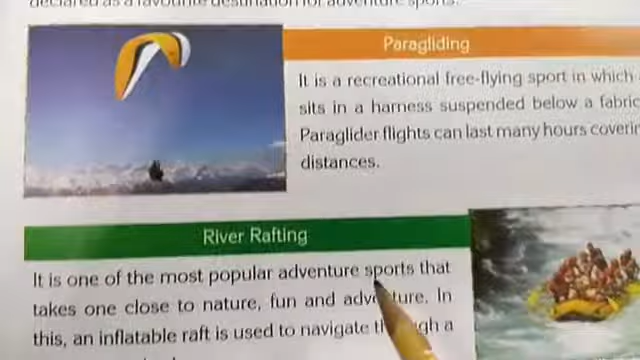 declared as a favourite destination for adventure sports.
Paragliding
It is a recreational free-flying sport in which
sits in a harness suspended below a fabric
Paraglider flights can last many hours
distances.
River Rafting
It is one of the most popular adventure sports that
takes one close to nature, fun and adventure. In
this, an inflatable raft is used to navigate through a